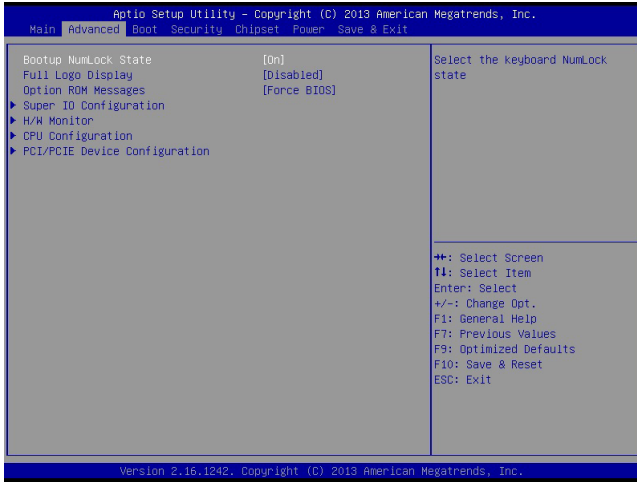 Aptio Setup Utility – Copyright (C) 2013 American Megatrends, Inc.
Main Advanced Boot Security Chipset Power Save & Exit
Bootup NumLock State [On]
Full Logo Display [Disabled]
Option ROM Messages [Force BIOS]
▶ Super IO Configuration
▶ H/W Monitor
▶ CPU Configuration
▶ PCI/PCIE Device Configuration
Select the keyboard NumLock
state
→←: Select Screen
↑↓: Select Item
Enter: Select
+/-: Change Opt.
F1: General Help
F7: Previous Values
F9: Optimized Defaults
F10: Save & Reset
ESC: Exit
Version 2.16.1242. Copyright (C) 2013 American Megatrends, Inc.